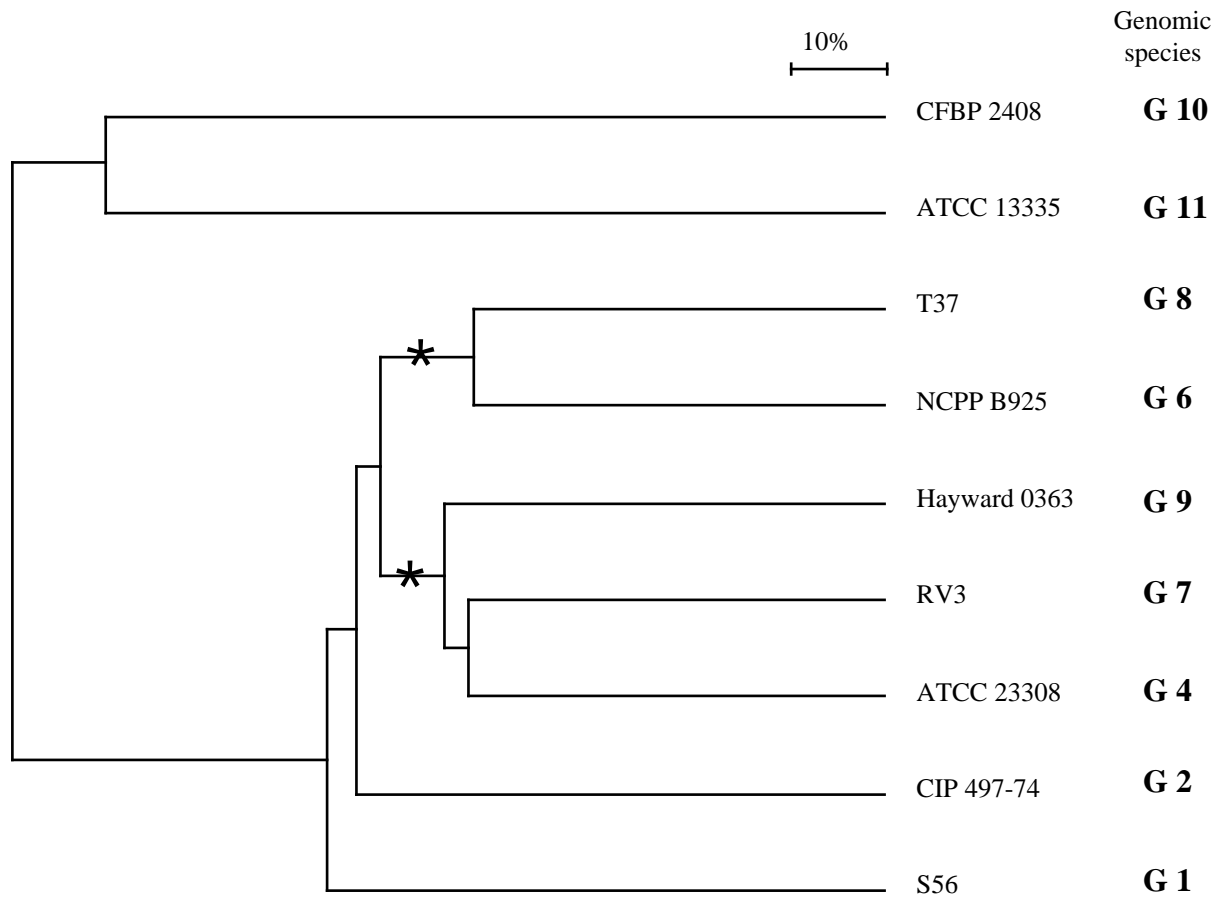 Genomic
species
10%
CFBP 2408 G 10
ATCC 13335 G 11
T37 G 8
NCPP B925 G 6
Hayward 0363 G 9
RV3 G 7
ATCC 23308 G 4
CIP 497-74 G 2
S56 G 1
*
*